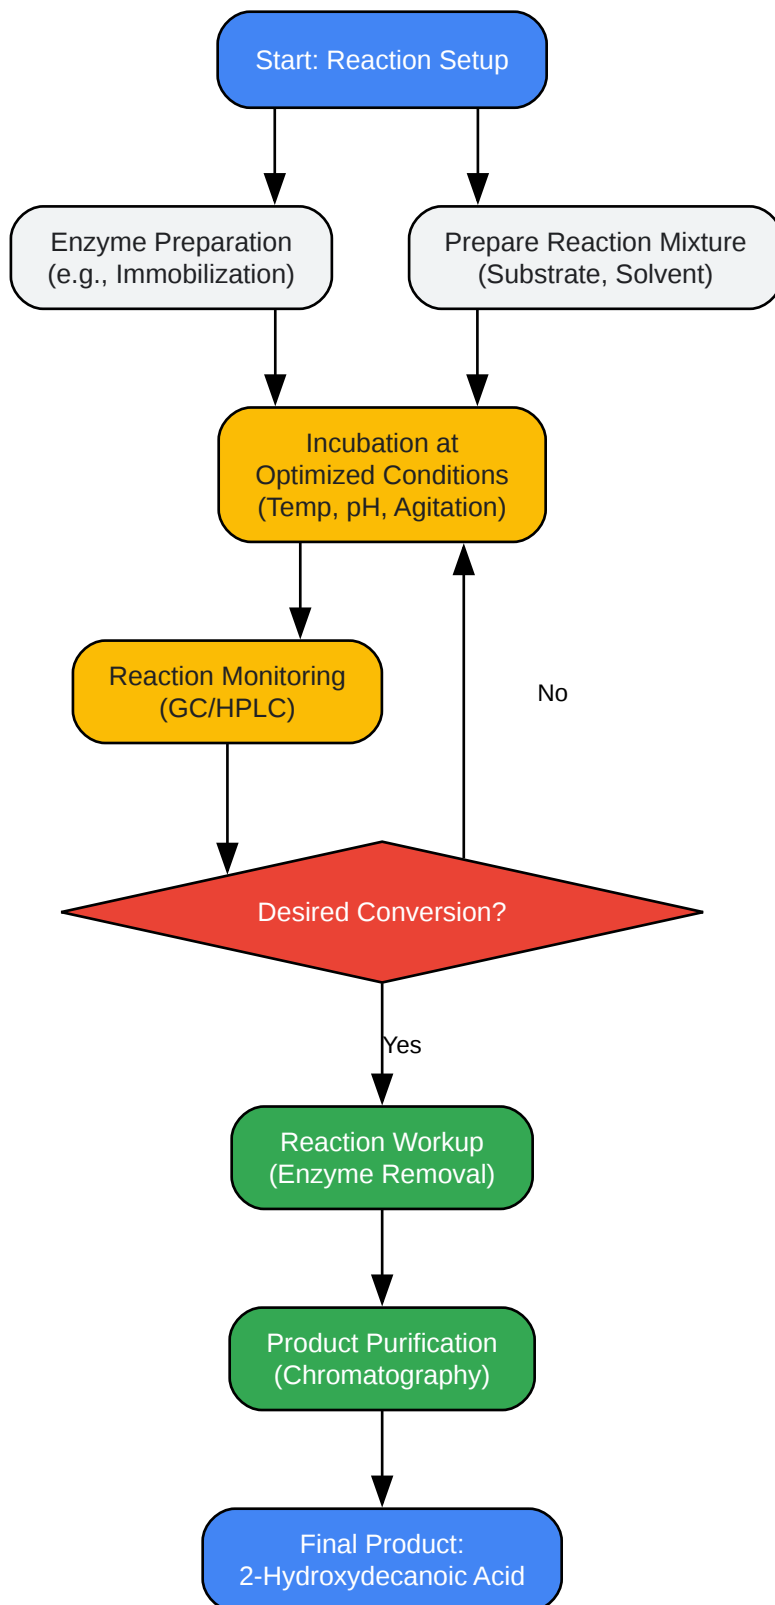 Start: Reaction Setup
Enzyme Preparation
(e.g., Immobilization)
Prepare Reaction Mixture
(Substrate, Solvent)
Incubation at
Optimized Conditions
(Temp, pH, Agitation)
Reaction Monitoring
(GC/HPLC)
No
Desired Conversion?
Yes
Reaction Workup
(Enzyme Removal)
Product Purification
(Chromatography)
Final Product:
2-Hydroxydecanoic Acid